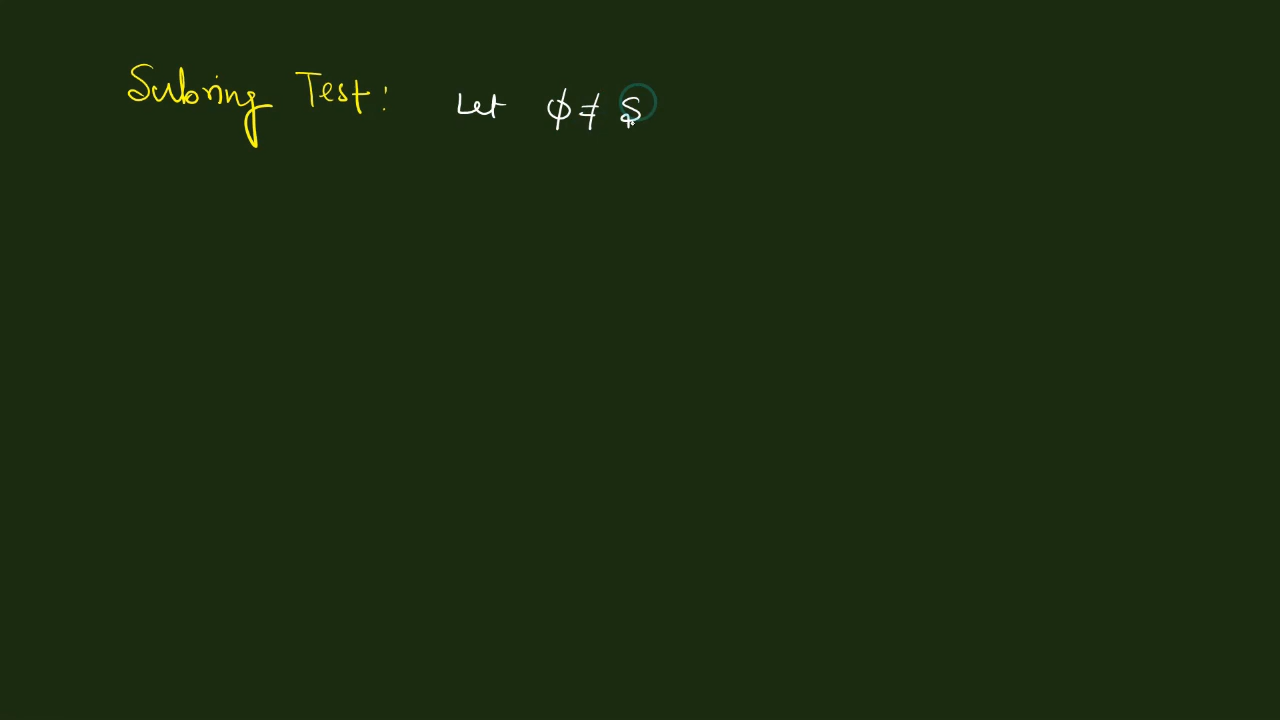 Subring Test: Let ϕ ≠ S